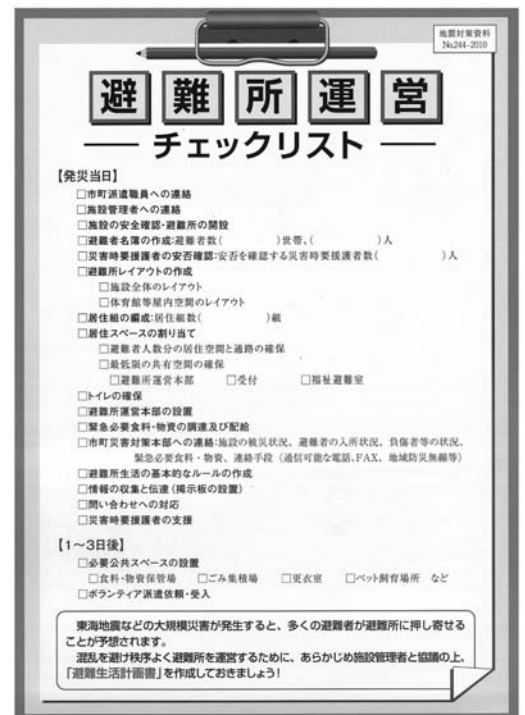 地震対策資料
No.244-2010
避難所運営
チェックリスト
【発災当日】
□市町派遣職員への連絡
□施設管理者への連絡
□施設の安全確認・避難所の開設
□避難者名簿の作成:避難者数(　　　)世帯、(　　　)人
□災害時要援護者の安否確認:安否を確認する災害時要援護者数(　　　)人
□避難所レイアウトの作成
□施設全体のレイアウト
□体育館等屋内空間のレイアウト
□居住組の編成:居住組数(　　　)組
□居住スペースの割り当て
□避難者人数分の居住空間と通路の確保
□最低限の共有空間の確保
□避難所運営本部　□受付　□福祉避難室
□トイレの確保
□避難所運営本部の設置
□緊急必要食料・物資の調達及び配給
□市町災害対策本部への連絡:施設の被災状況、避難者の入所状況、負傷者等の状況、
緊急必要食料・物資、連絡手段（通信可能な電話、FAX、地域防災無線等）
□避難所生活の基本的なルールの作成
□情報の収集と伝達（掲示板の設置）
□問い合わせへの対応
□災害時要援護者の支援
【1～3日後】
□必要公共スペースの設置
□食料・物資保管場　□ごみ集積場　□更衣室　□ペット飼育場所　など
□ボランティア派遣依頼・受入
東海地震などの大規模災害が発生すると、多くの避難者が避難所に押し寄せる
ことが予想されます。
混乱を避け秩序よく避難所を運営するために、あらかじめ施設管理者と協議の上、
「避難生活計画書」を作成しておきましょう！